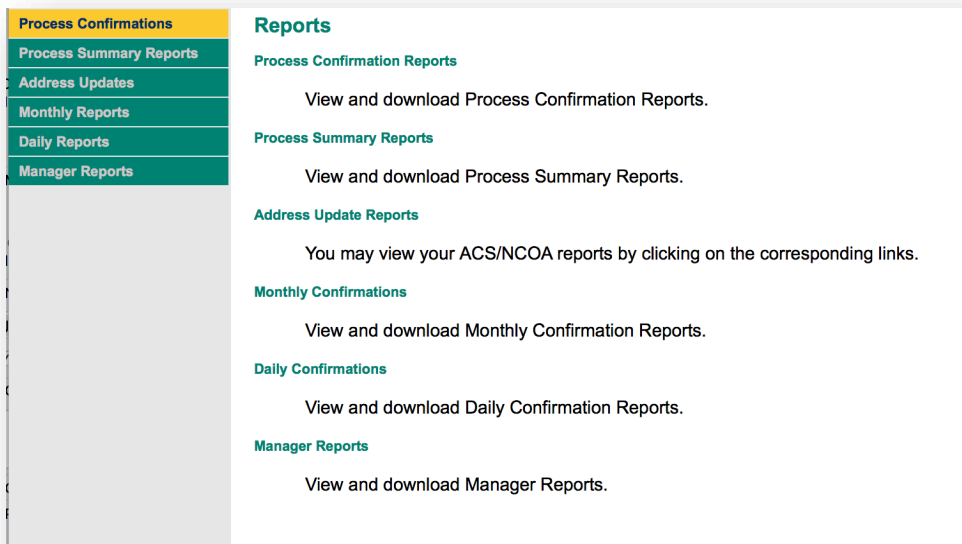 Process Confirmations
Process Summary Reports
Address Updates
Monthly Reports
Daily Reports
Manager Reports
Reports
Process Confirmation Reports
View and download Process Confirmation Reports.
Process Summary Reports
View and download Process Summary Reports.
Address Update Reports
You may view your ACS/NCOA reports by clicking on the corresponding links.
Monthly Confirmations
View and download Monthly Confirmation Reports.
Daily Confirmations
View and download Daily Confirmation Reports.
Manager Reports
View and download Manager Reports.